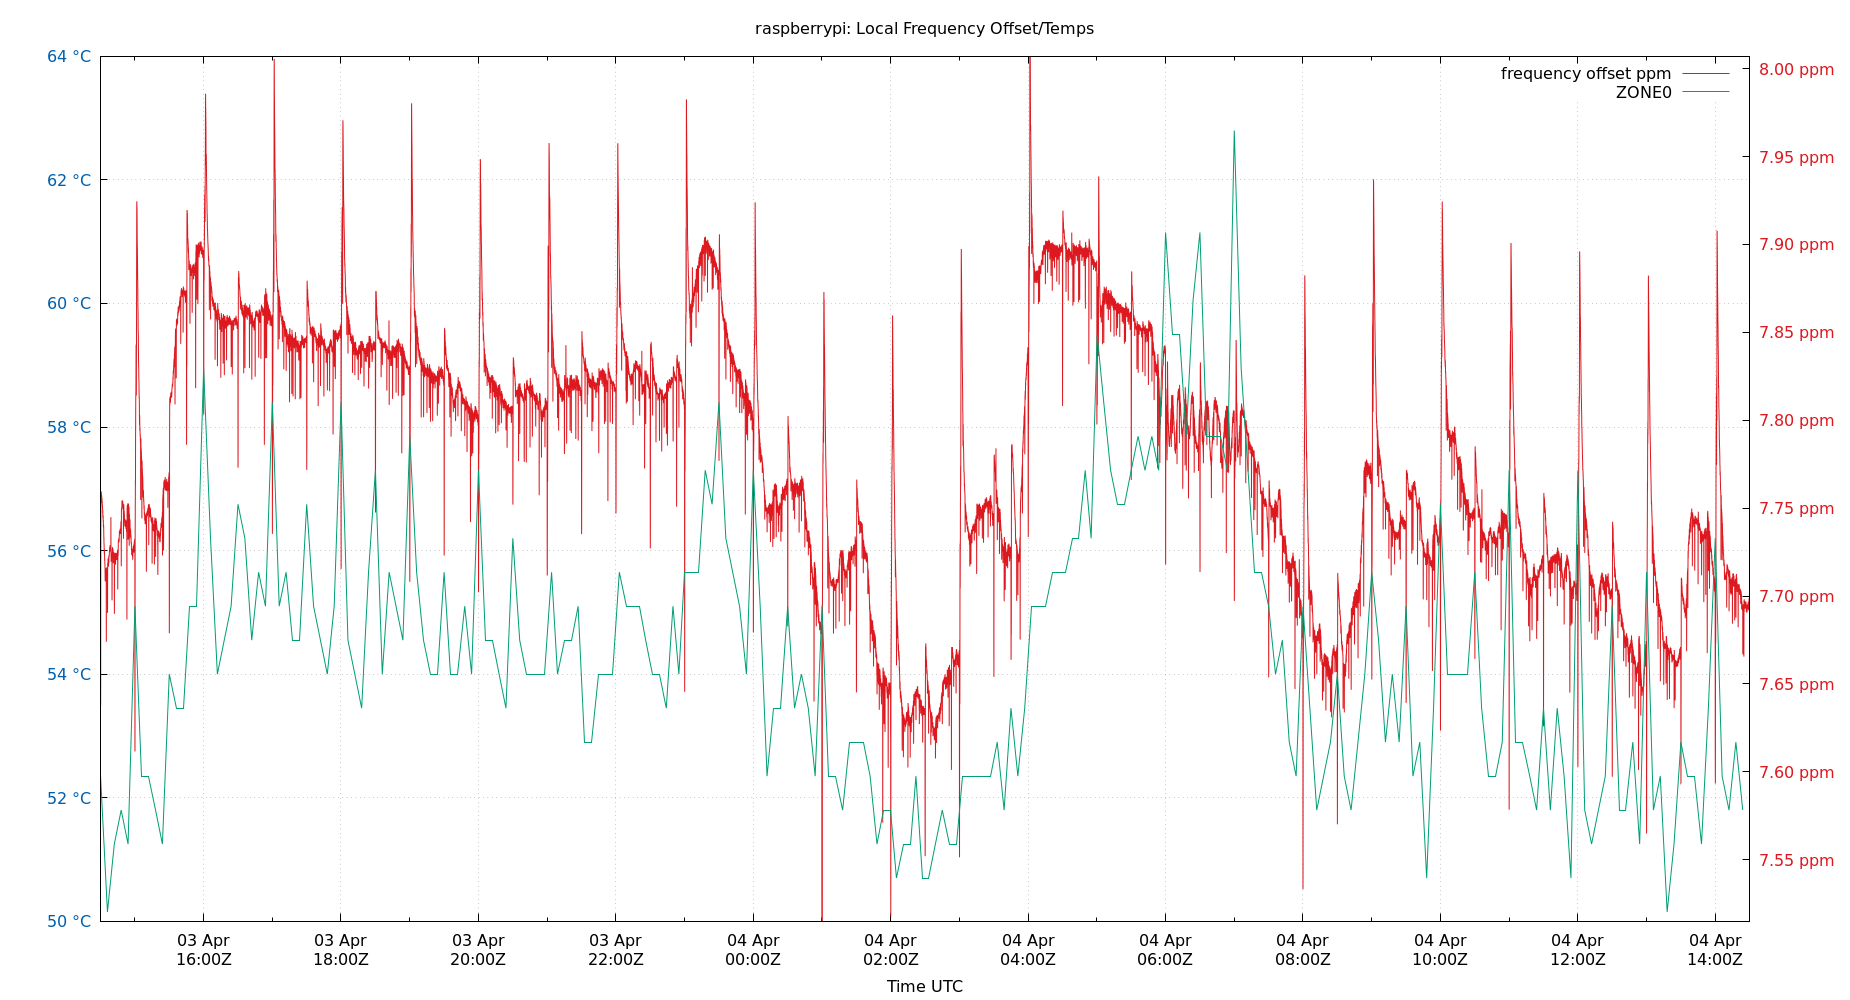 raspberrypi: Local Frequency Offset/Temps
frequency offset ppm
ZONE0
64 °C
62 °C
60 °C
58 °C
56 °C
54 °C
52 °C
50 °C
8.00 ppm
7.95 ppm
7.90 ppm
7.85 ppm
7.80 ppm
7.75 ppm
7.70 ppm
7.65 ppm
7.60 ppm
7.55 ppm
03 Apr 03 Apr 03 Apr 03 Apr 04 Apr 04 Apr 04 Apr 04 Apr 04 Apr 04 Apr 04 Apr 04 Apr
16:00Z 18:00Z 20:00Z 22:00Z 00:00Z 02:00Z 04:00Z 06:00Z 08:00Z 10:00Z 12:00Z 14:00Z
Time UTC